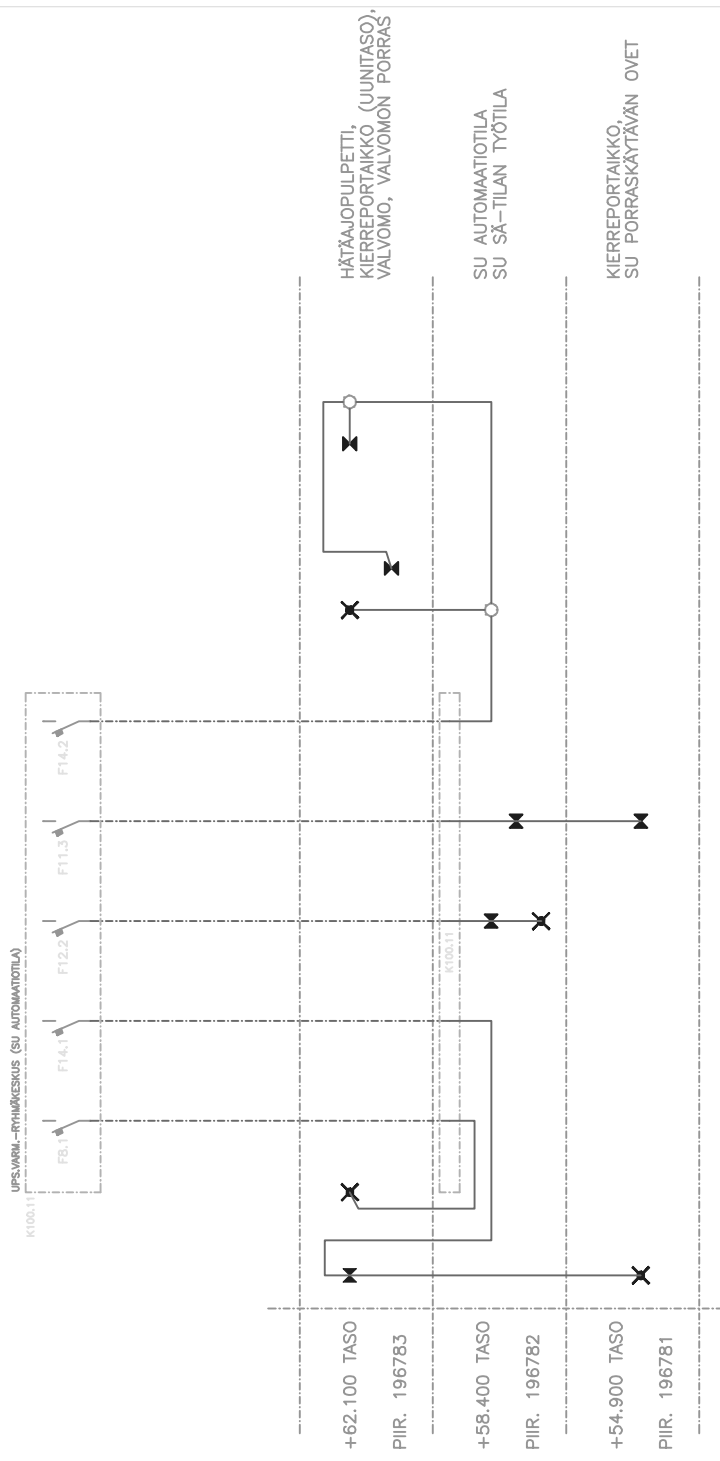 UPS.VARM.-RYHMÄKESKUS (SU AUTOMAATIOTILA)
K100.11
F8.1
F14.1
F12.2
F11.3
F14.2
K100.11
+62.100 TASO
PIIR. 196783
HÄTÄAJOPULPETTI,
KIERREPORTAIKKO (UUNITASO),
VALVOMO, VALVOMON PORRAS
+58.400 TASO
PIIR. 196782
SU AUTOMAATIOTILA
SU SÄ-TILAN TYÖTILA
+54.900 TASO
PIIR. 196781
KIERREPORTAIKKO,
SU PORRASKÄYTÄVÄN OVET